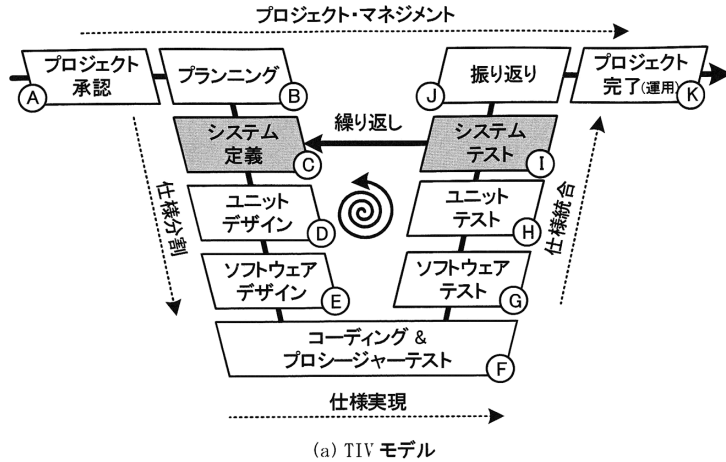 プロジェクト・マネジメント
プロジェクト
承認
A
プランニング
B
振り返り
J
プロジェクト
完了(運用)
K
システム
定義
C
繰り返し
システム
テスト
I
ユニット
デザイン
D
ユニット
テスト
H
ソフトウェア
デザイン
E
ソフトウェア
テスト
G
コーディング &
プロシージャーテスト
F
仕様分割
仕様統合
仕様実現
(a) TIV モデル